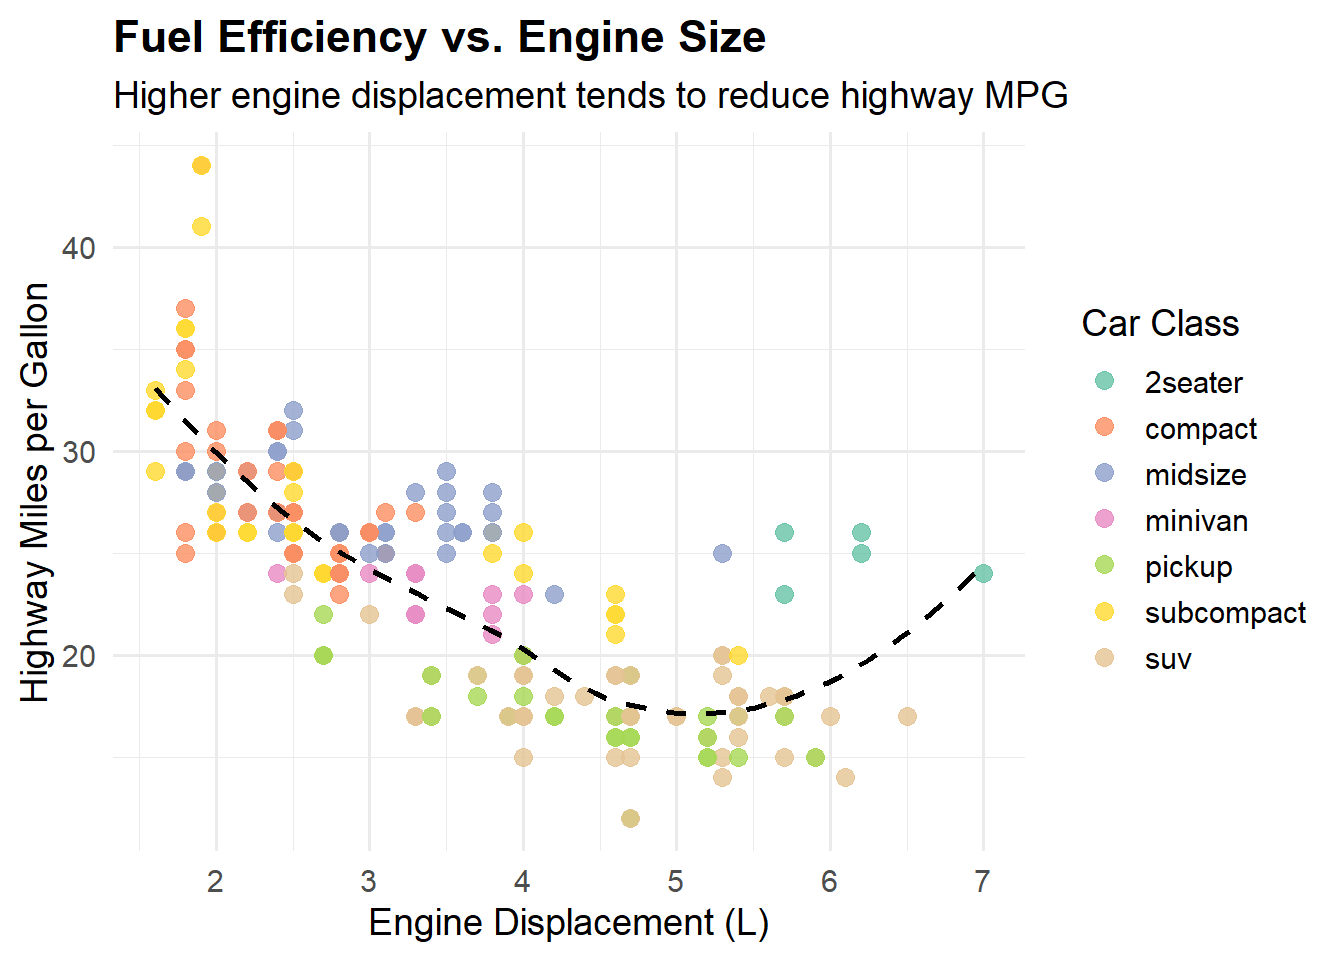 Fuel Efficiency vs. Engine Size
Higher engine displacement tends to reduce highway MPG
Highway Miles per Gallon
40
30
20
2 3 4 5 6 7
Engine Displacement (L)
Car Class
2seater
compact
midsize
minivan
pickup
subcompact
suv